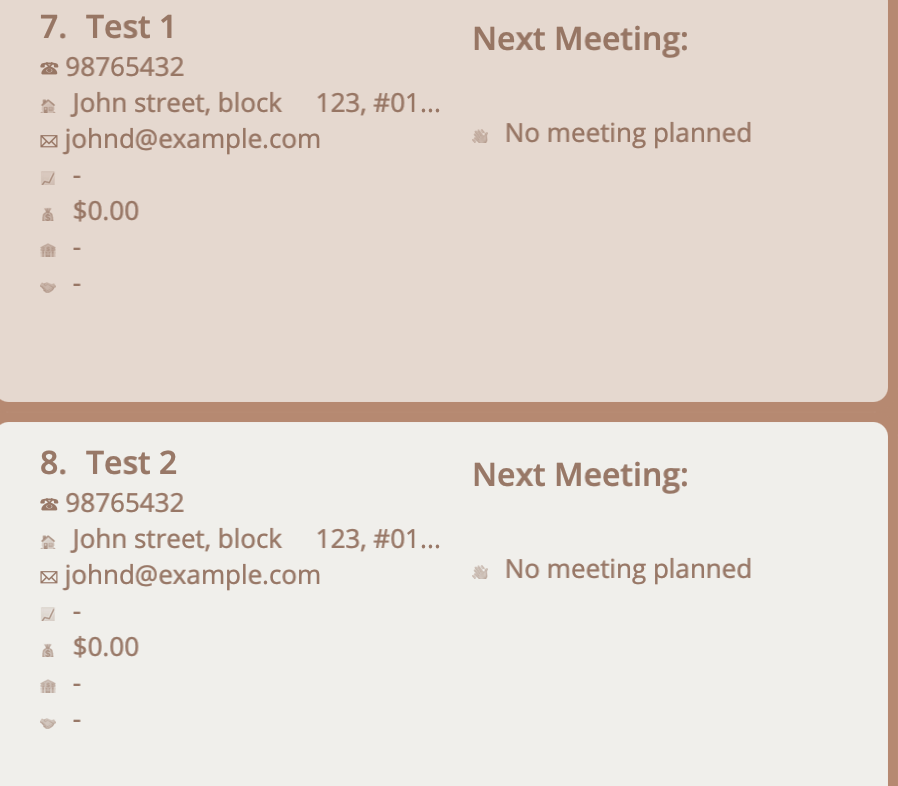 7. Test 1
☎ 98765432
🏠 John street, block 123, #01...
✉ johnd@example.com
📈 -
💰 $0.00
🏦 -
🤝 -
Next Meeting:
👋 No meeting planned
8. Test 2
☎ 98765432
🏠 John street, block 123, #01...
✉ johnd@example.com
📈 -
💰 $0.00
🏦 -
🤝 -
Next Meeting:
👋 No meeting planned